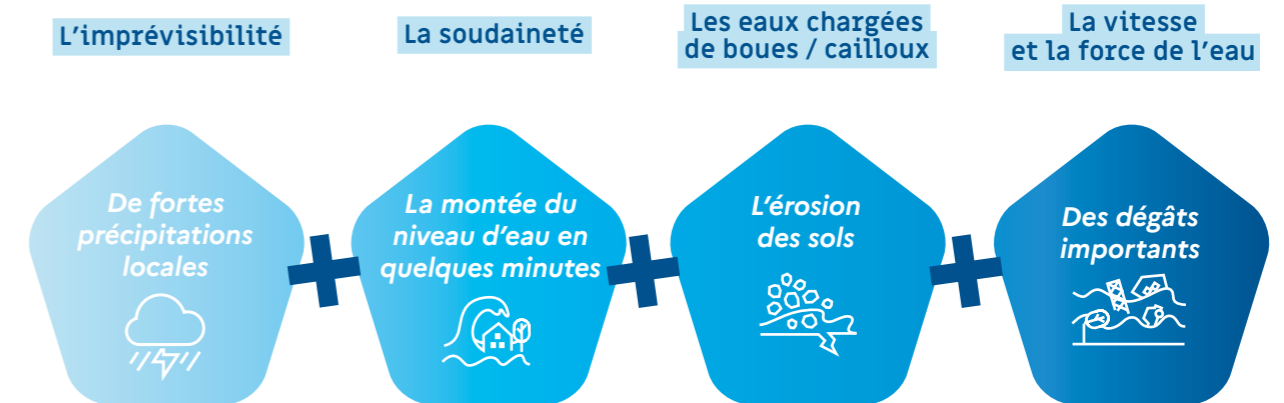 L'imprévisibilité
La soudaineté
Les eaux chargées
de boues / cailloux
La vitesse
et la force de l'eau
De fortes
précipitations
locales
La montée du
niveau d'eau en
quelques minutes
L'érosion
des sols
Des dégâts
importants